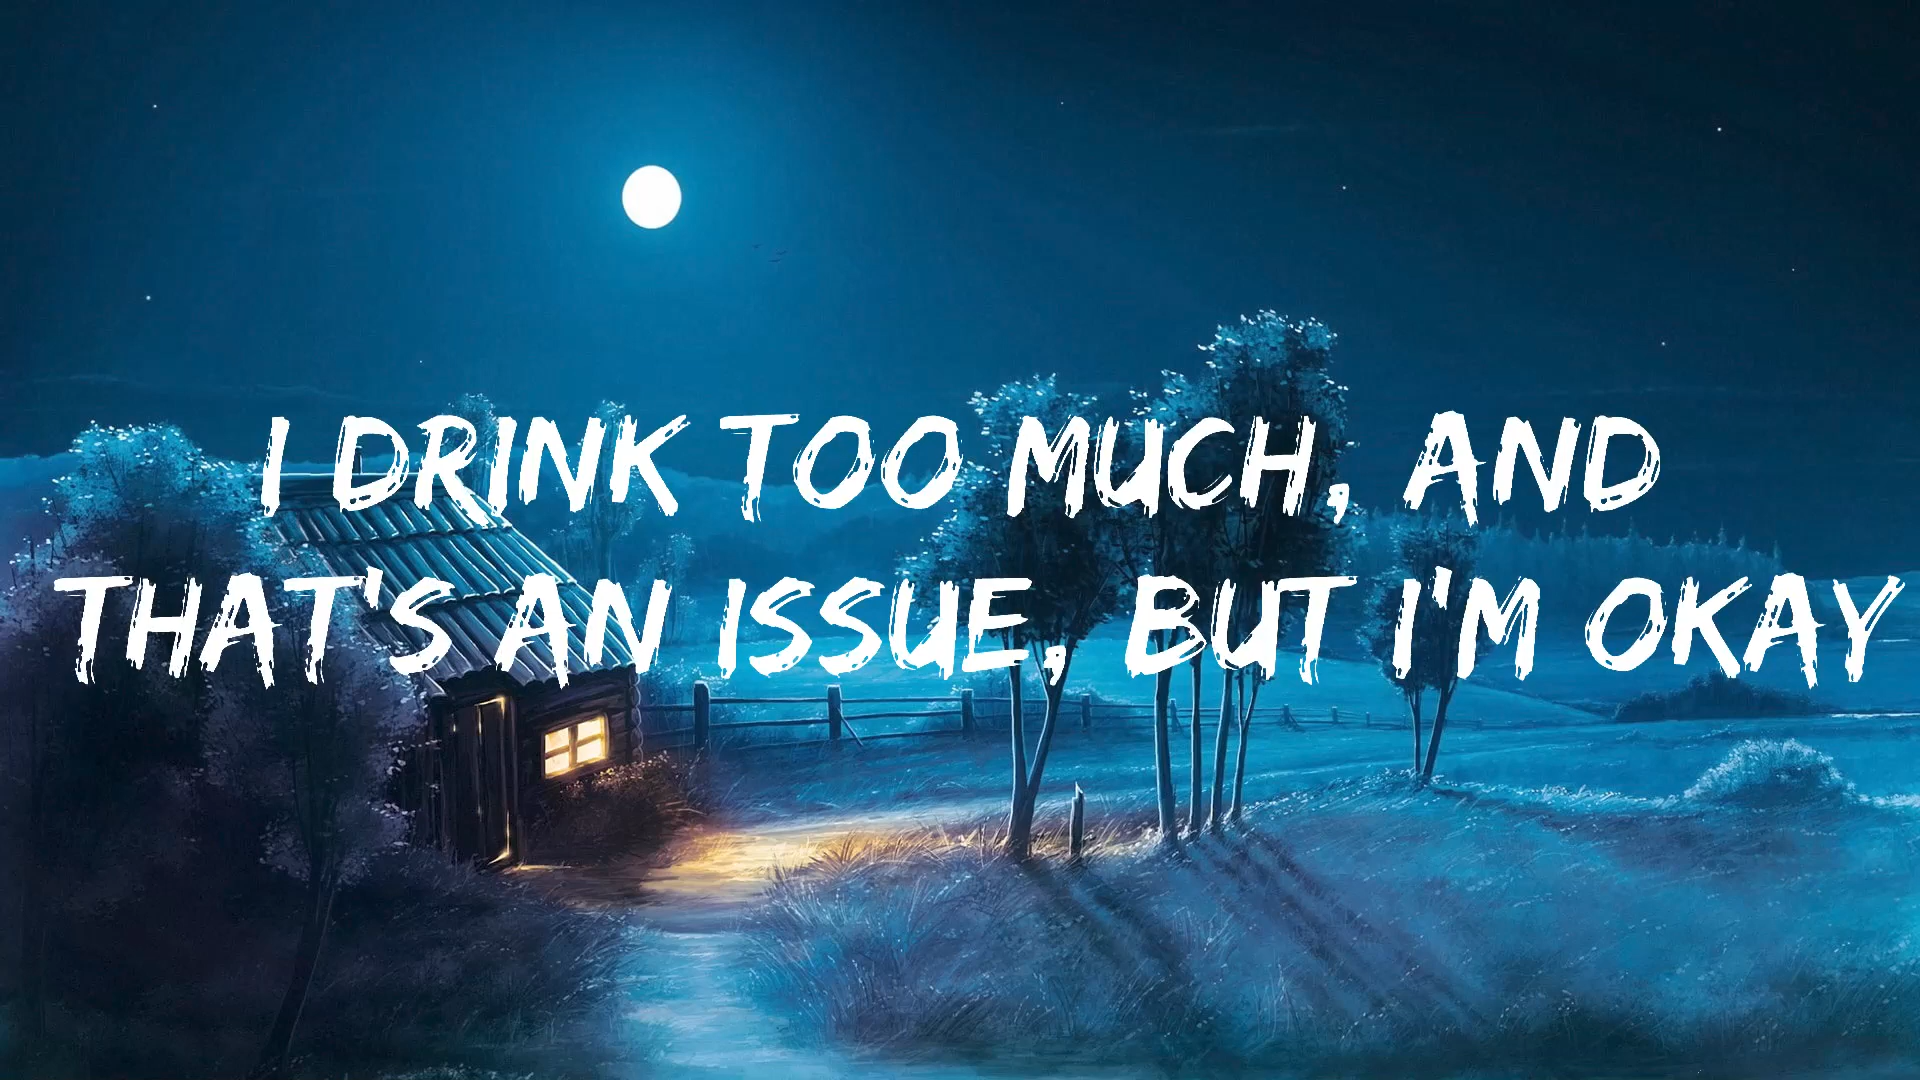 I DRINK TOO MUCH, AND
THAT'S AN ISSUE, BUT I'M OKAY